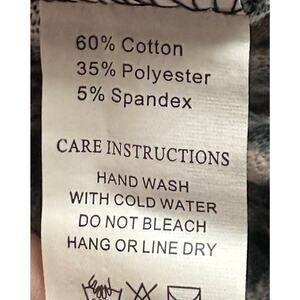 60% Cotton
35% Polyester
5% Spandex
CARE INSTRUCTIONS
HAND WASH
WITH COLD WATER
DO NOT BLEACH
HANG OR LINE DRY